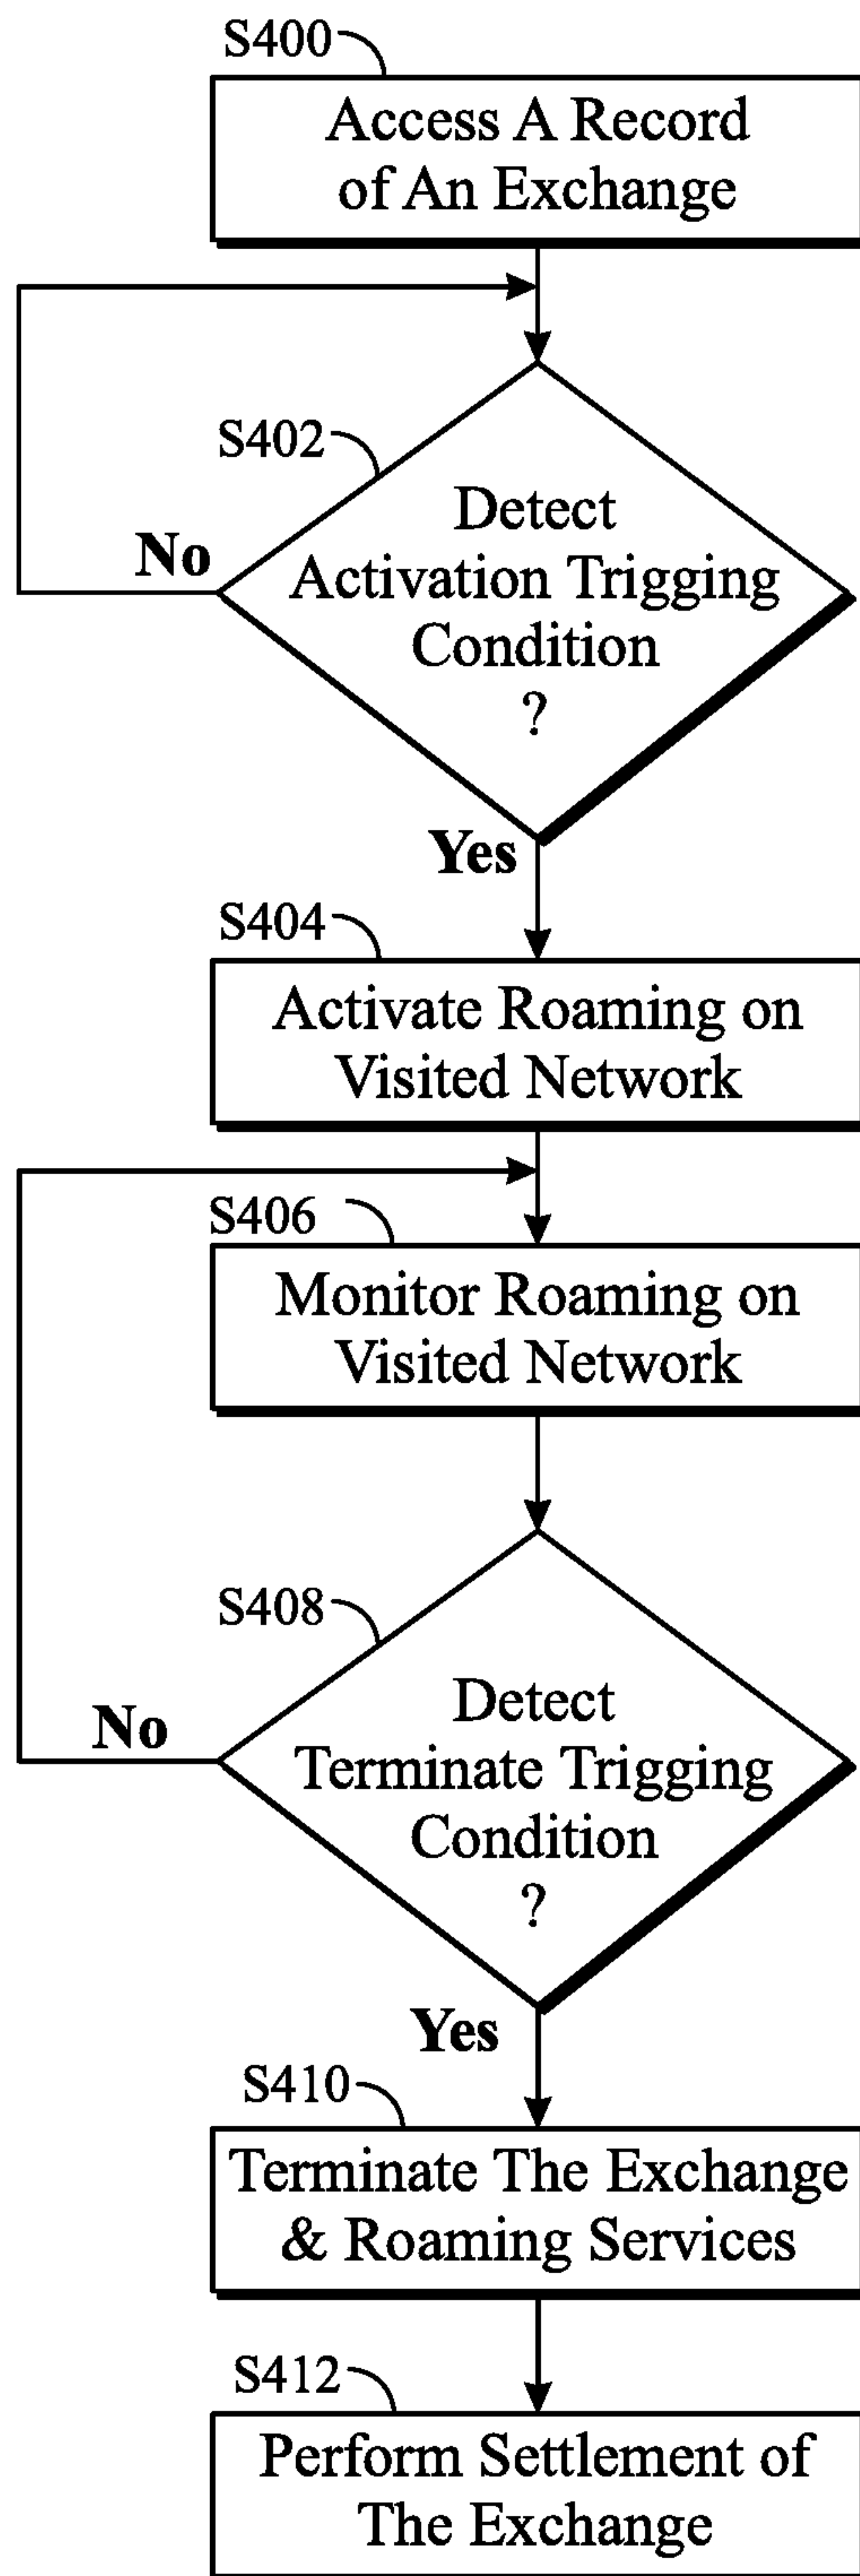 S400
Access A Record
of An Exchange
S402
Detect
No
Activation Trigging
Condition
?
Yes
S404
Activate Roaming on
Visited Network
S406
Monitor Roaming on
Visited Network
S408
Detect
No
Terminate Trigging
Condition
?
Yes
S410
Terminate The Exchange
& Roaming Services
S412
Perform Settlement of
The Exchange